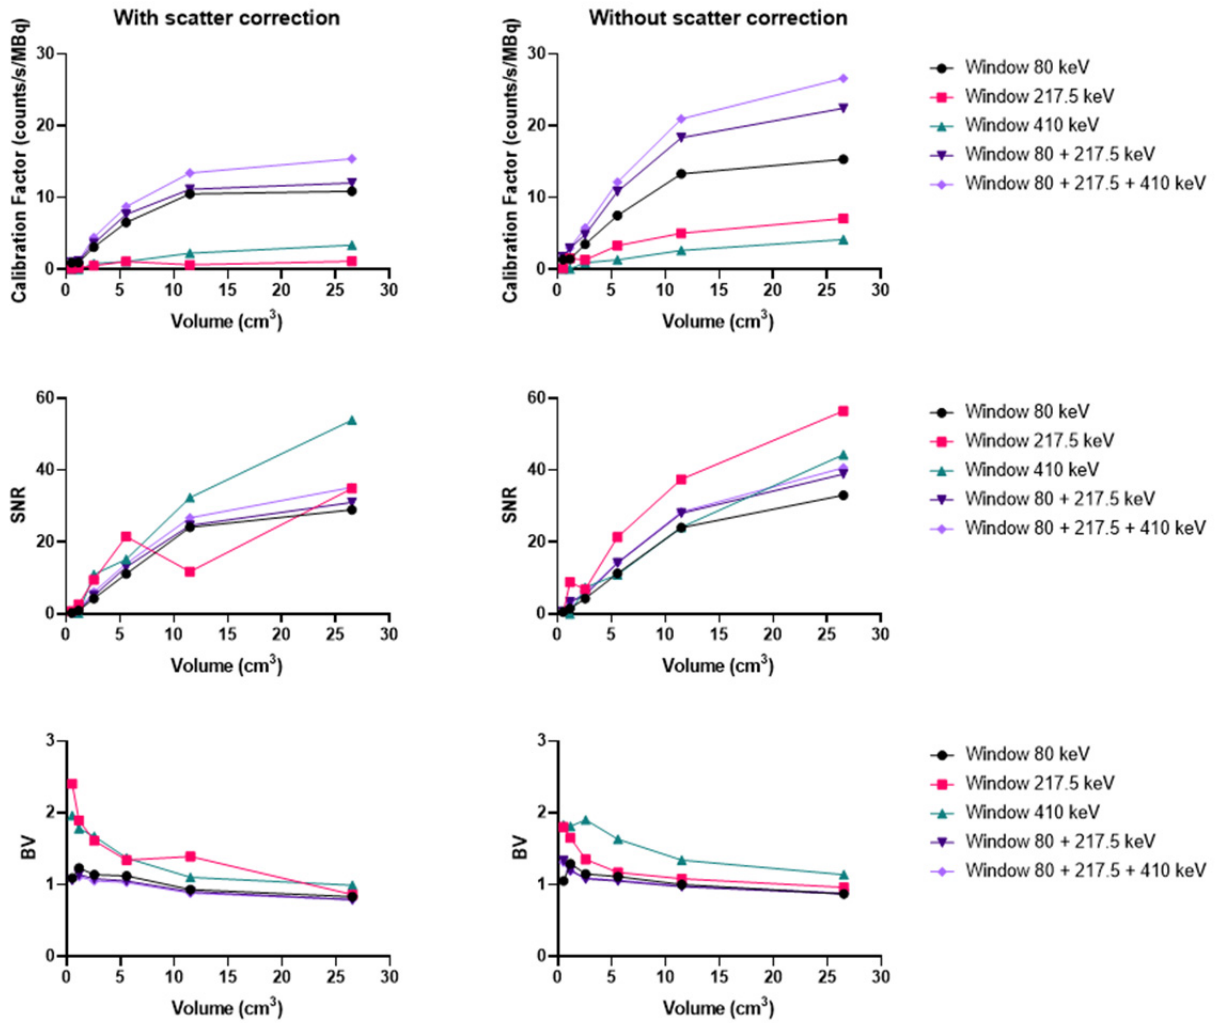 With scatter correction
Without scatter correction
Calibration Factor (counts/s/MBq)
30
20
10
0
0 5 10 15 20 25 30
Volume (cm³)
Calibration Factor (counts/s/MBq)
30
20
10
0
0 5 10 15 20 25 30
Volume (cm³)
Window 80 keV
Window 217.5 keV
Window 410 keV
Window 80 + 217.5 keV
Window 80 + 217.5 + 410 keV
SNR
60
40
20
0
0 5 10 15 20 25 30
Volume (cm³)
SNR
60
40
20
0
0 5 10 15 20 25 30
Volume (cm³)
Window 80 keV
Window 217.5 keV
Window 410 keV
Window 80 + 217.5 keV
Window 80 + 217.5 + 410 keV
BV
3
2
1
0
0 5 10 15 20 25 30
Volume (cm³)
BV
3
2
1
0
0 5 10 15 20 25 30
Volume (cm³)
Window 80 keV
Window 217.5 keV
Window 410 keV
Window 80 + 217.5 keV
Window 80 + 217.5 + 410 keV